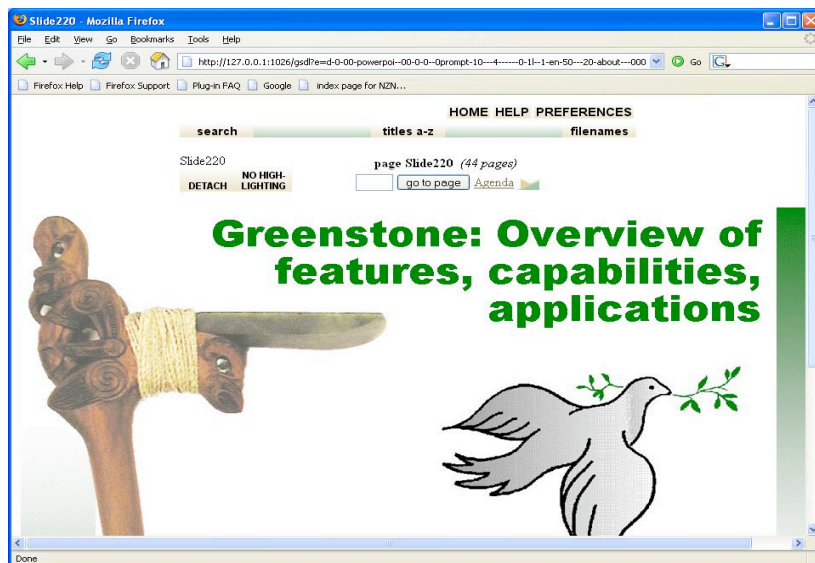 Slide220 - Mozilla Firefox
File Edit View Go Bookmarks Tools Help
http://127.0.0.1:1026/gsdl?e=d-0-00-powerpoi--00-0-0--0prompt-10---4------0-1l--1-en-50---20-about---000 Go
Firefox Help Firefox Support Plug-in FAQ Google index page for NZN...
HOME HELP PREFERENCES
search titles a-z filenames
Slide220
DETACH NO HIGH-LIGHTING
page Slide220 (44 pages)
go to page Agenda
Greenstone: Overview of
features, capabilities,
applications
Done